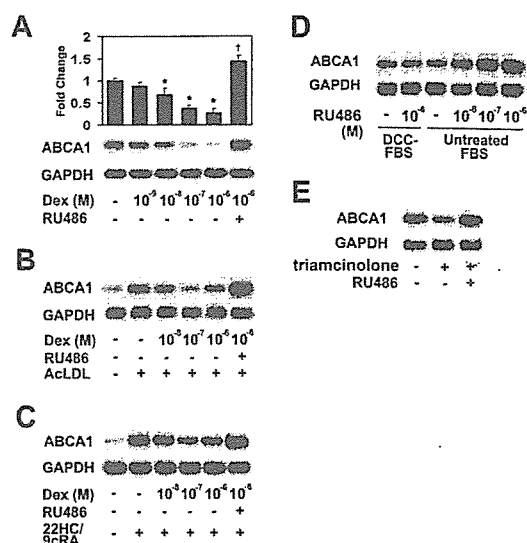 A
Fold Change
2
1.5
1
0.5
0
* * * †
ABCA1
GAPDH
Dex (M) - 10⁻⁹ 10⁻⁸ 10⁻⁷ 10⁻⁶ 10⁻⁶
RU486 - - - - - +
B
ABCA1
GAPDH
Dex (M) - - 10⁻⁸ 10⁻⁷ 10⁻⁶ 10⁻⁶
RU486 - - - - - +
AcLDL - + + + + +
C
ABCA1
GAPDH
Dex (M) - - 10⁻⁸ 10⁻⁷ 10⁻⁶ 10⁻⁶
RU486 - - - - - +
22HC/
9cRA - + + + + +
D
ABCA1
GAPDH
RU486 - 10⁻⁶ - 10⁻⁸ 10⁻⁷ 10⁻⁶
(M)
DCC- Untreated
FBS FBS
E
ABCA1
GAPDH
triamcinolone - + +
RU486 - - +